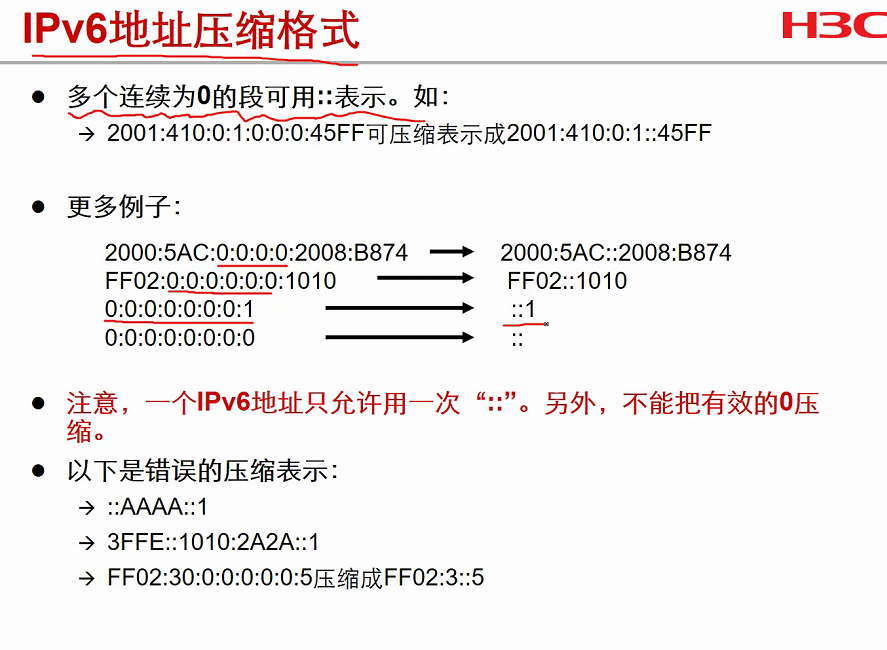 IPv6地址压缩格式
H3C
● 多个连续为0的段可用::表示。如：
→ 2001:410:0:1:0:0:0:45FF可压缩表示成2001:410:0:1::45FF
● 更多例子：
2000:5AC:0:0:0:0:2008:B874 → 2000:5AC::2008:B874
FF02:0:0:0:0:0:0:1010 → FF02::1010
0:0:0:0:0:0:0:1 → ::1
0:0:0:0:0:0:0:0 → ::
● 注意，一个IPv6地址只允许用一次“::”。另外，不能把有效的0压
缩。
● 以下是错误的压缩表示：
→ ::AAAA::1
→ 3FFE::1010:2A2A::1
→ FF02:30:0:0:0:0:0:5压缩成FF02:3::5